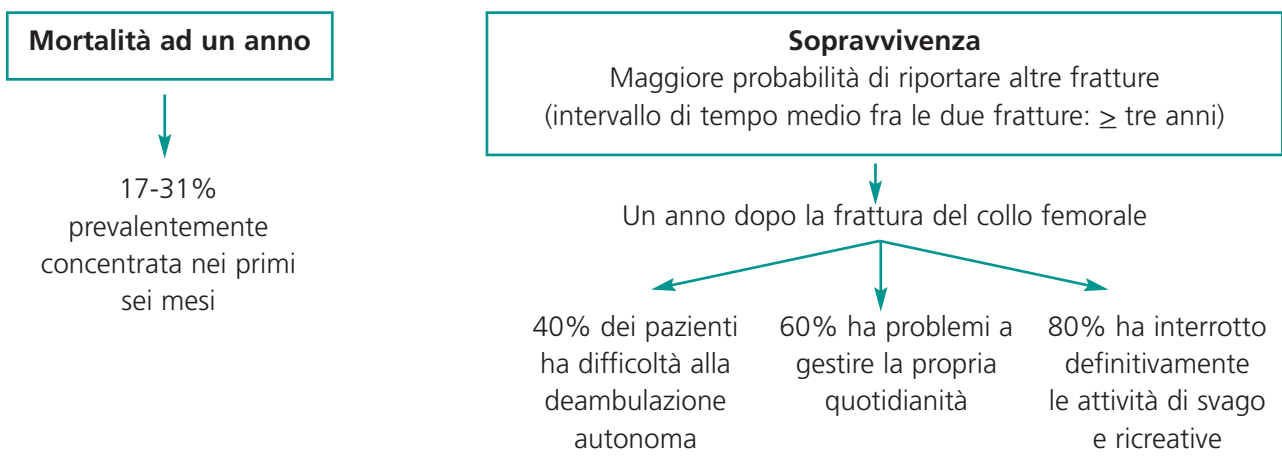 Mortalità ad un anno
17-31%
prevalentemente
concentrata nei primi
sei mesi
Sopravvivenza
Maggiore probabilità di riportare altre fratture
(intervallo di tempo medio fra le due fratture: ≥ tre anni)
Un anno dopo la frattura del collo femorale
40% dei pazienti
ha difficoltà alla
deambulazione
autonoma
60% ha problemi a
gestire la propria
quotidianità
80% ha interrotto
definitivamente
le attività di svago
e ricreative